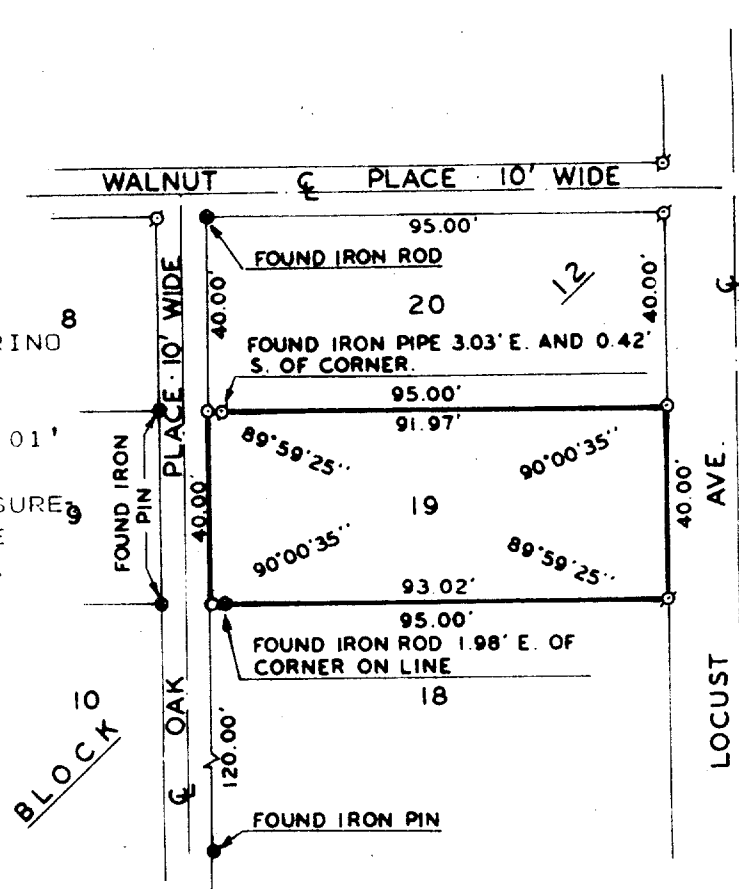 WALNUT ℄ PLACE · 10' WIDE
95.00'
FOUND IRON ROD
12
40.00'
20
40.00'
℄
PLACE · 10' WIDE
8
RINO
FOUND IRON PIPE 3.03' E. AND 0.42'
S. OF CORNER.
95.00'
91.97'
89°59'25''
90°00'35''
01'
FOUND IRON
PIN
40.00'
19
40.00'
AVE.
SURE
9
E
90°00'35''
89°59'25''
93.02'
95.00'
FOUND IRON ROD 1.98' E. OF
CORNER ON LINE
10
BLOCK
OAK
℄
18
LOCUST
120.00'
FOUND IRON PIN